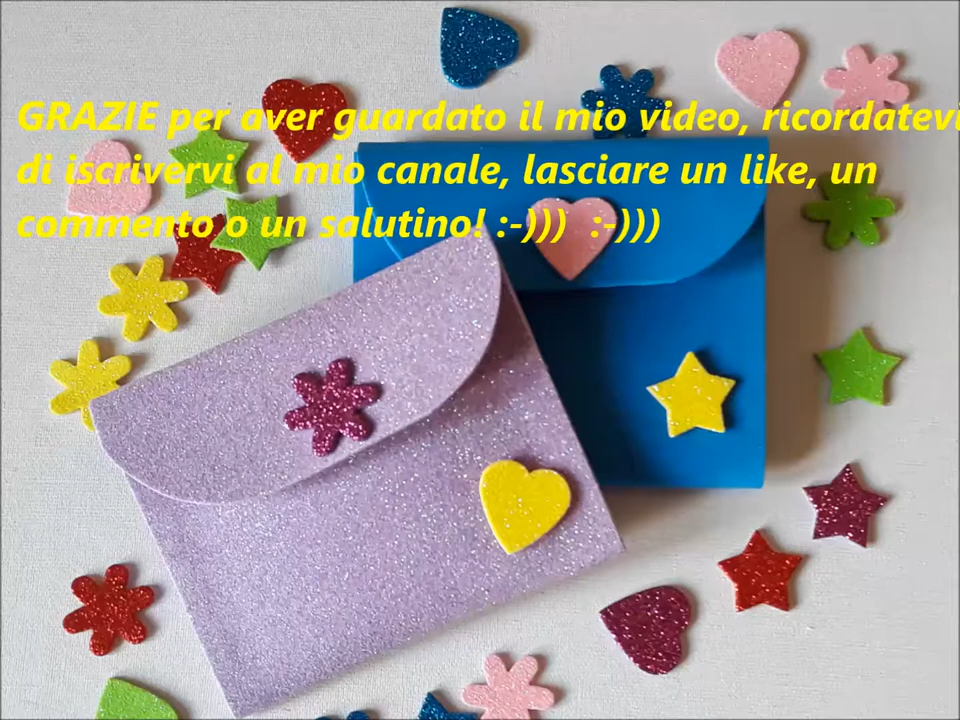 GRAZIE per aver guardato il mio video, ricordatevi
di iscrivervi al mio canale, lasciare un like, un
commento o un salutino! :-))) :-)))